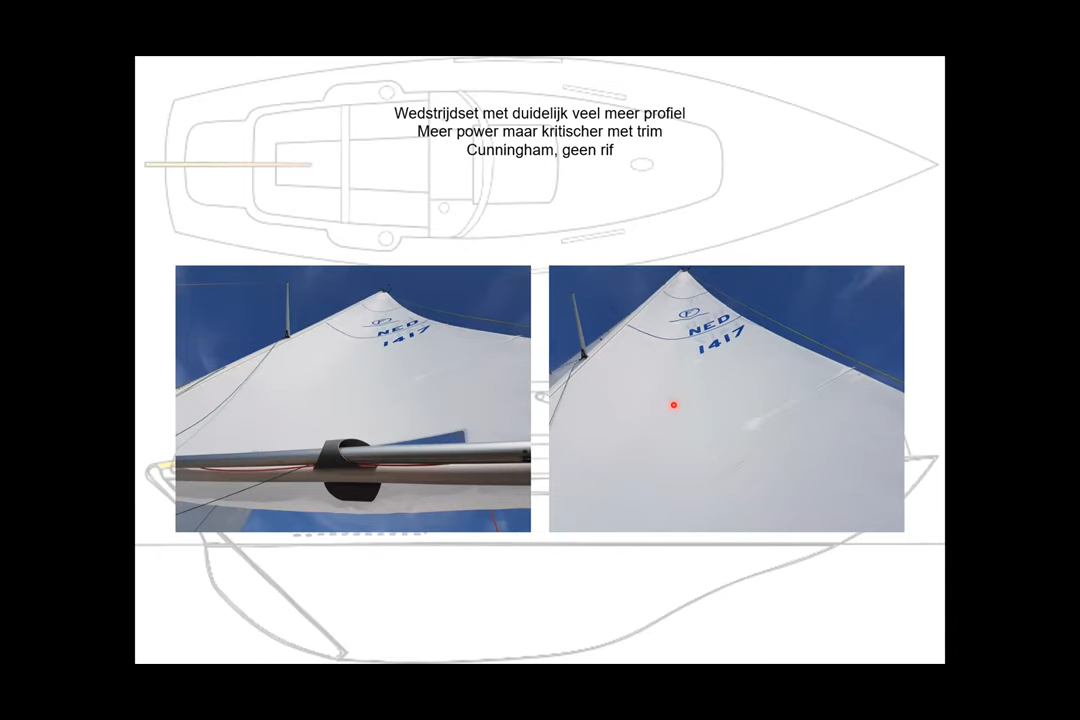 Wedstrijdset met duidelijk veel meer profiel
Meer power maar kritischer met trim
Cunningham, geen rif
F
NED
1417
F
NED
1417